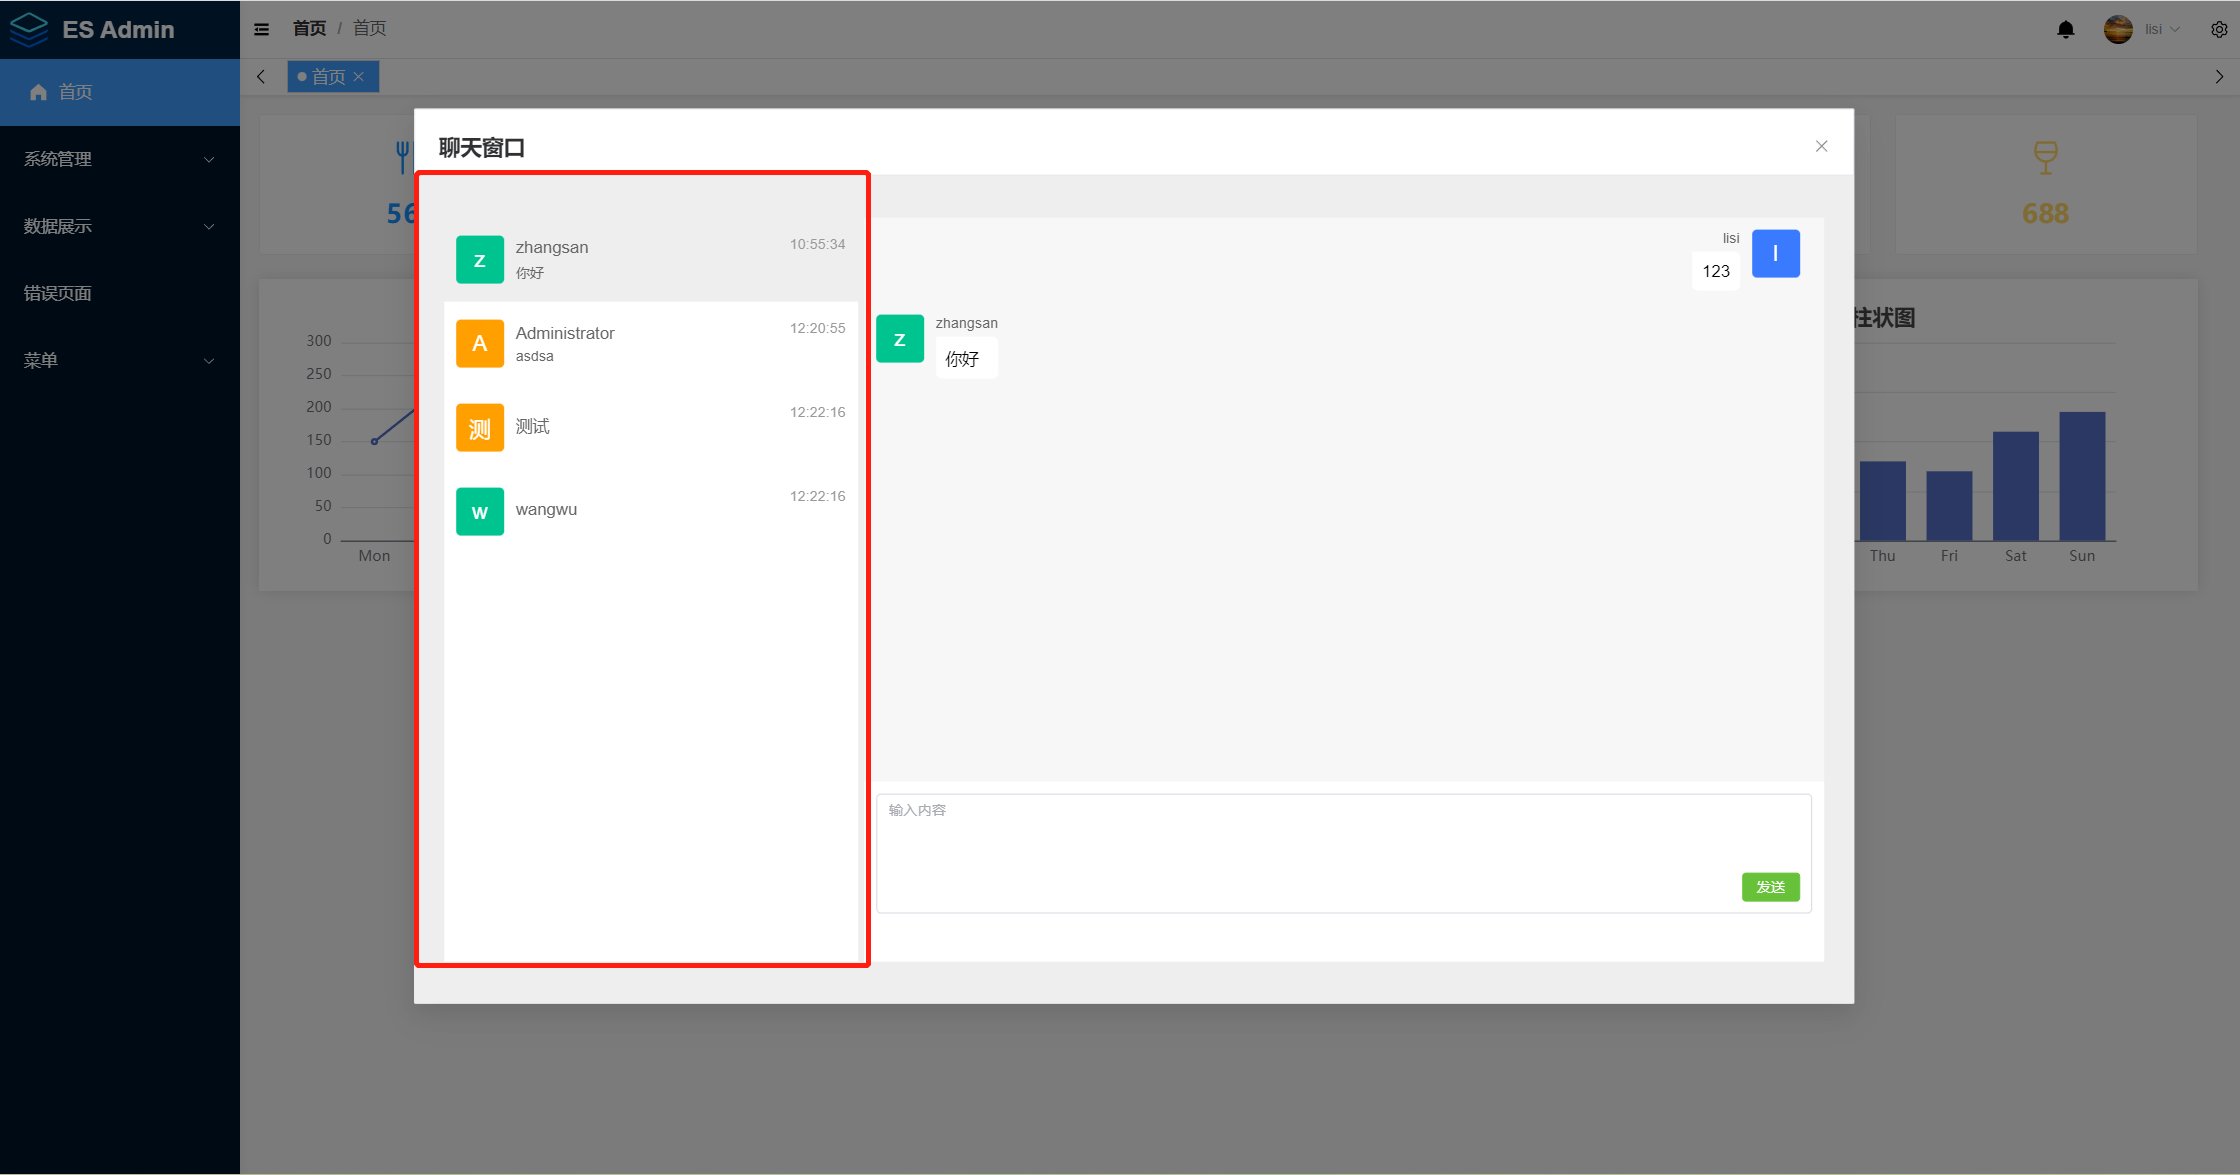 ES Admin
首页 / 首页
lisi
首页
首页
系统管理
数据展示
错误页面
菜单
56
688
聊天窗口
z
zhangsan
10:55:34
你好
A
Administrator
12:20:55
asdsa
测
测试
12:22:16
w
wangwu
12:22:16
lisi
l
123
z
zhangsan
你好
输入内容
发送
300
250
200
150
100
50
0
Mon
柱状图
Thu
Fri
Sat
Sun